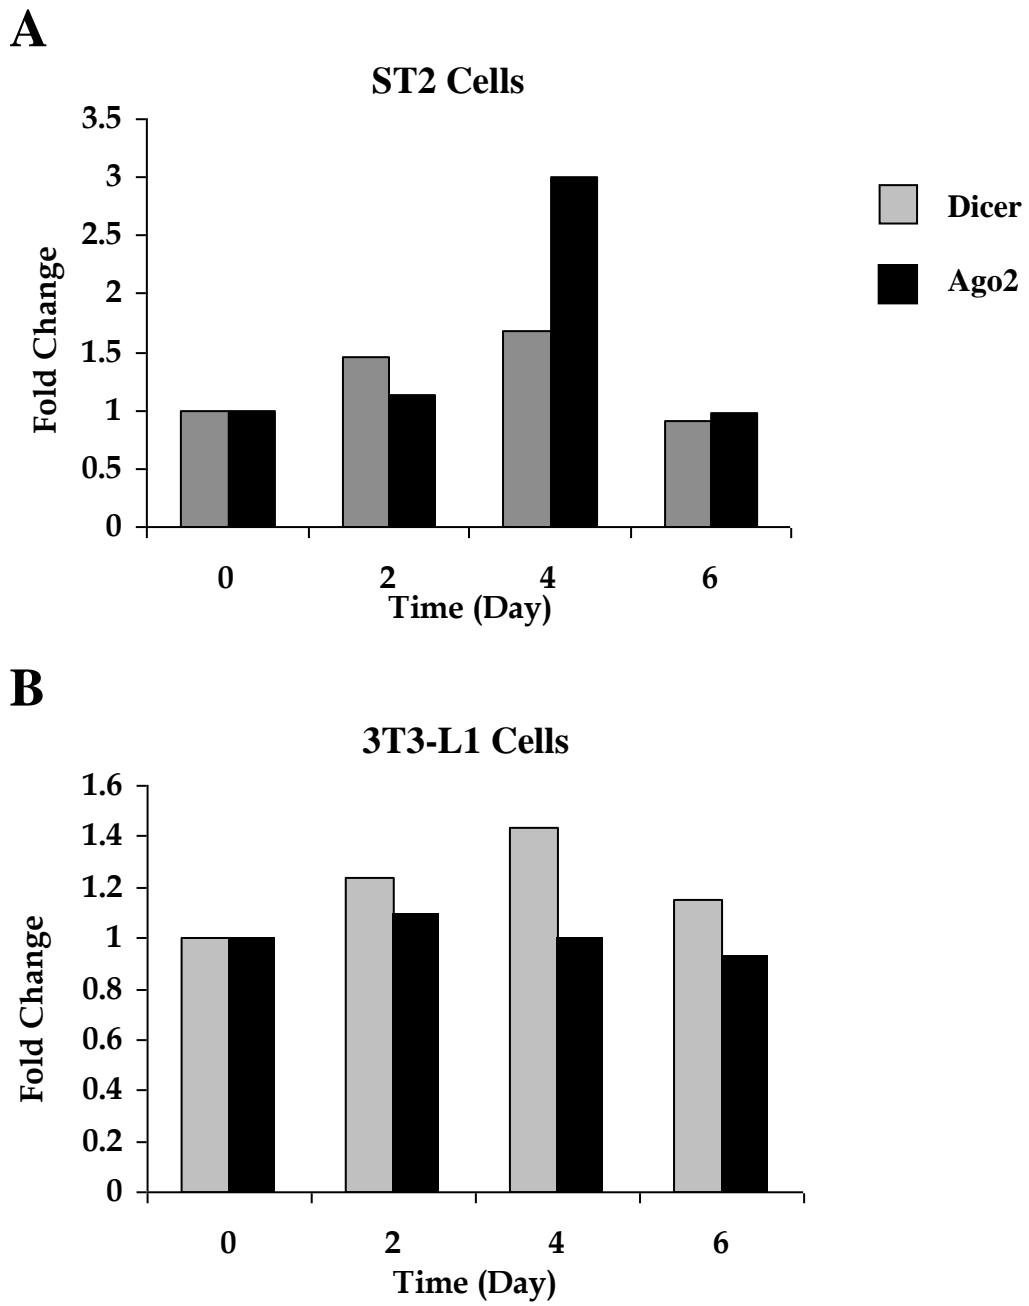 A
ST2 Cells
3.5
3
2.5
2
1.5
1
0.5
0
Fold Change
0 2 4 6
Time (Day)
Dicer
Ago2
B
3T3-L1 Cells
1.6
1.4
1.2
1
0.8
0.6
0.4
0.2
0
Fold Change
0 2 4 6
Time (Day)